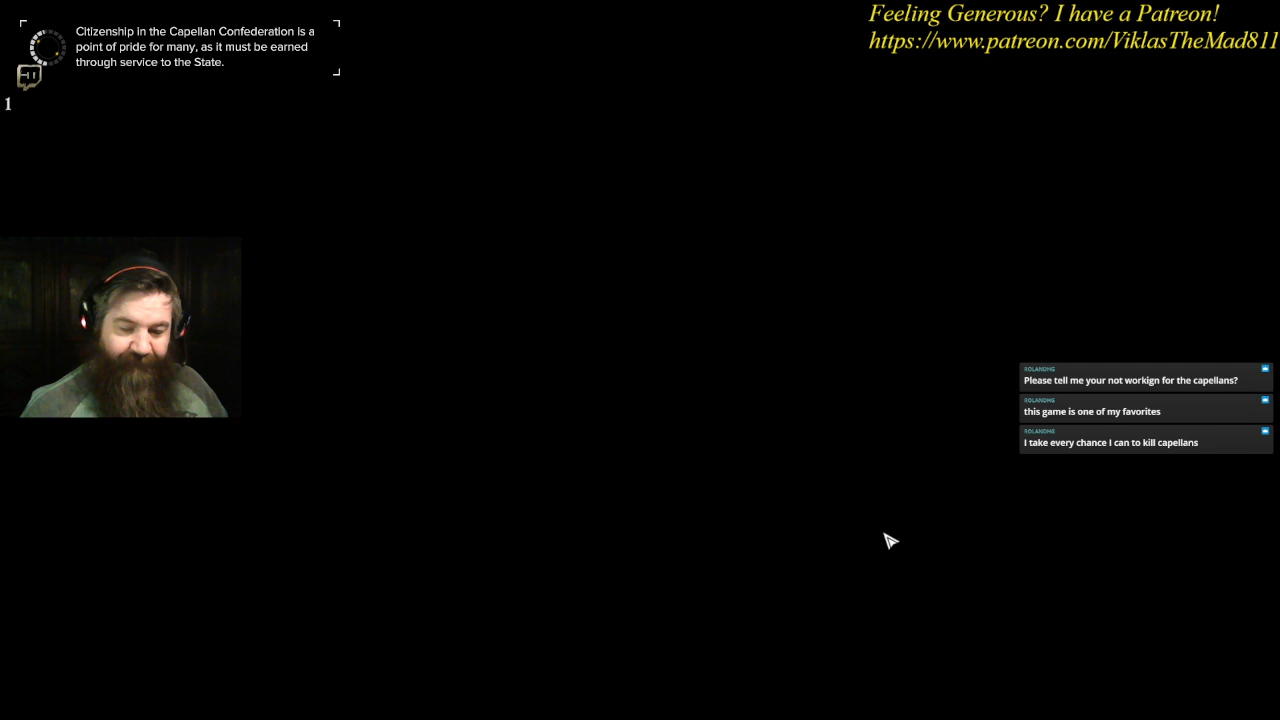 Citizenship in the Capellan Confederation is a
point of pride for many, as it must be earned
through service to the State.
1
Feeling Generous? I have a Patreon!
https://www.patreon.com/ViklasTheMad811
ROLANDHG
Please tell me your not workign for the capellans?
ROLANDHG
this game is one of my favorites
ROLANDHG
I take every chance I can to kill capellans